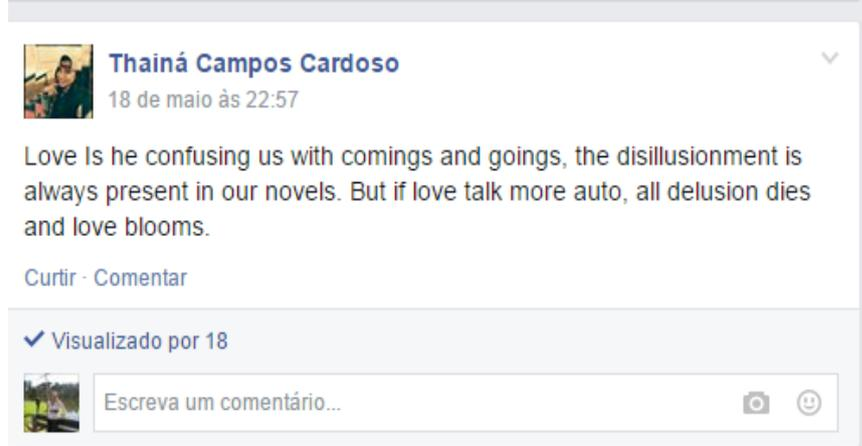 Thainá Campos Cardoso
18 de maio às 22:57
Love Is he confusing us with comings and goings, the disillusionment is
always present in our novels. But if love talk more auto, all delusion dies
and love blooms.
Curtir · Comentar
Visualizado por 18
Escreva um comentário...